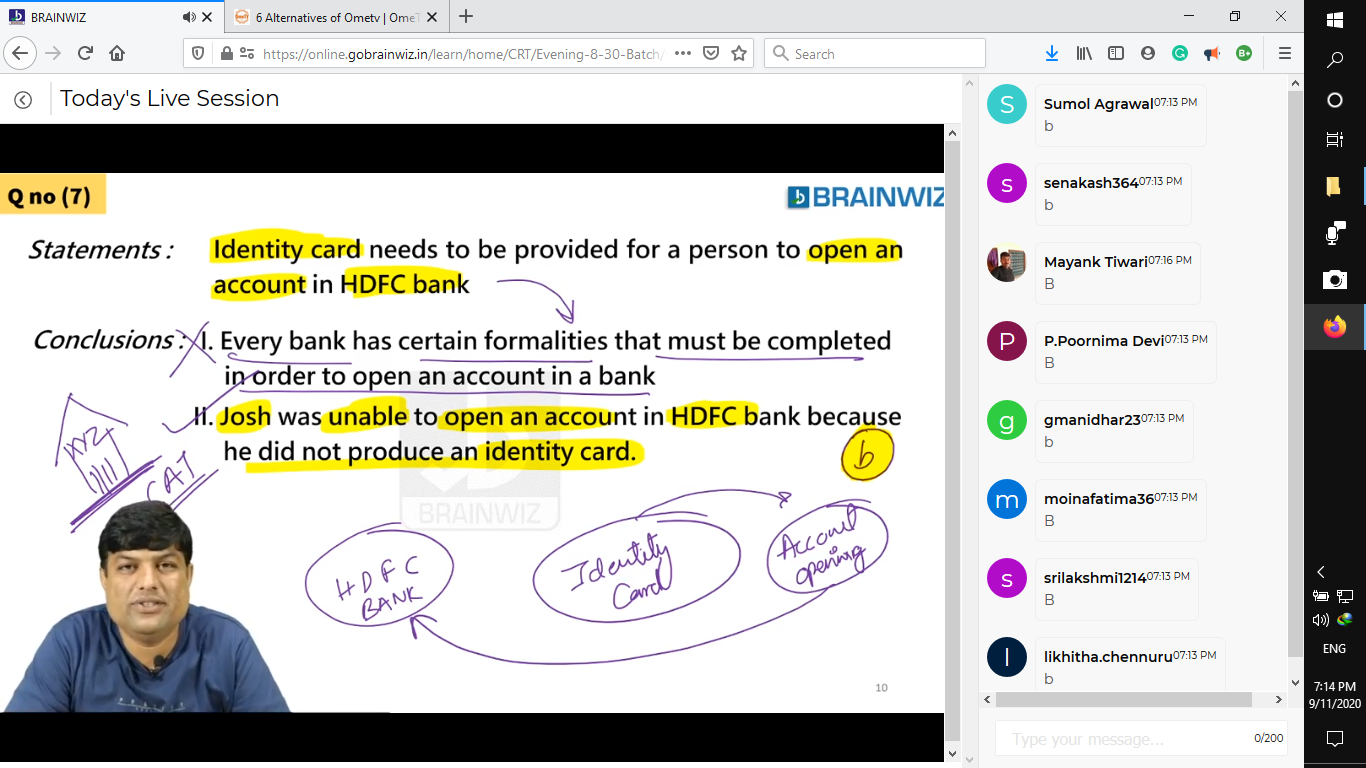 BRAINWIZ
6 Alternatives of Ometv | OmeT
https://online.gobrainwiz.in/learn/home/CRT/Evening-8-30-Batch/
Search
Today's Live Session
Q no (7)
BRAINWIZ
Statements :
Identity card needs to be provided for a person to open an
account in HDFC bank
Conclusions :
I. Every bank has certain formalities that must be completed
in order to open an account in a bank
II. Josh was unable to open an account in HDFC bank because
he did not produce an identity card.
b
XYZ
CAT
BRAINWIZ
HDFC
BANK
Identity
Card
Account
opening
10
S
Sumol Agrawal 07:13 PM
b
s
senakash364 07:13 PM
b
Mayank Tiwari 07:16 PM
B
P
P.Poornima Devi 07:13 PM
B
g
gmanidhar23 07:13 PM
b
m
moinafatima36 07:13 PM
B
s
srilakshmi1214 07:13 PM
B
l
likhitha.chennuru 07:13 PM
b
Type your message...
0/200
ENG
7:14 PM
9/11/2020